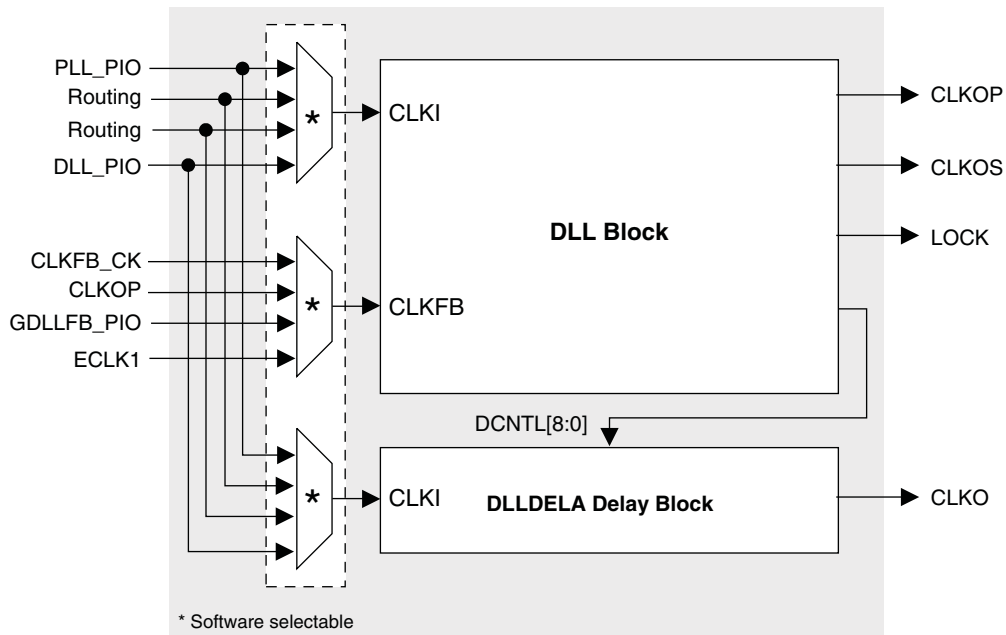 PLL_PIO
Routing
Routing
DLL_PIO
*
CLKI
DLL Block
CLKOP
CLKOS
LOCK
CLKFB_CK
CLKOP
GDLLFB_PIO
ECLK1
*
CLKFB
DCNTL[8:0]
*
CLKI
DLLDELA Delay Block
CLKO
* Software selectable